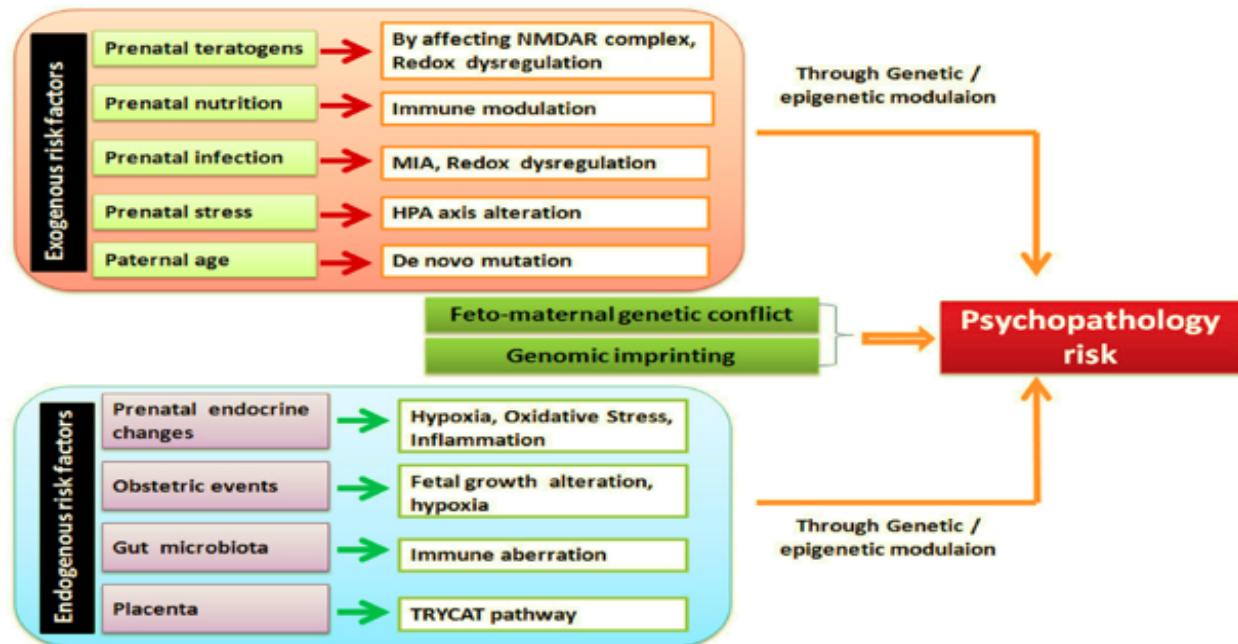 Exogenous risk factors
Prenatal teratogens
By affecting NMDAR complex,
Redox dysregulation
Prenatal nutrition
Immune modulation
Prenatal infection
MIA, Redox dysregulation
Prenatal stress
HPA axis alteration
Paternal age
De novo mutation
Through Genetic /
epigenetic modulaion
Feto-maternal genetic conflict
Genomic imprinting
Psychopathology
risk
Endogenous risk factors
Prenatal endocrine
changes
Hypoxia, Oxidative Stress,
Inflammation
Obstetric events
Fetal growth alteration,
hypoxia
Gut microbiota
Immune aberration
Placenta
TRYCAT pathway
Through Genetic /
epigenetic modulaion